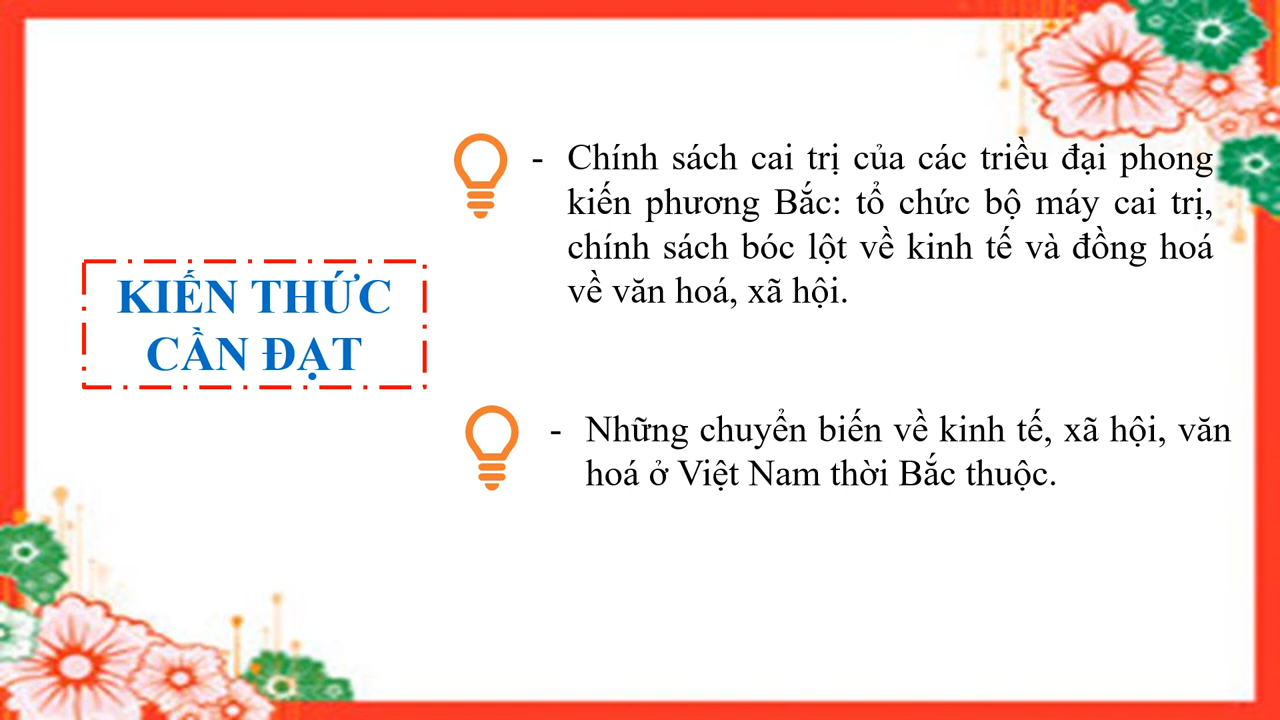 KIẾN THỨC
CẦN ĐẠT
- Chính sách cai trị của các triều đại phong
kiến phương Bắc: tổ chức bộ máy cai trị,
chính sách bóc lột về kinh tế và đồng hoá
về văn hoá, xã hội.
- Những chuyển biến về kinh tế, xã hội, văn
hoá ở Việt Nam thời Bắc thuộc.